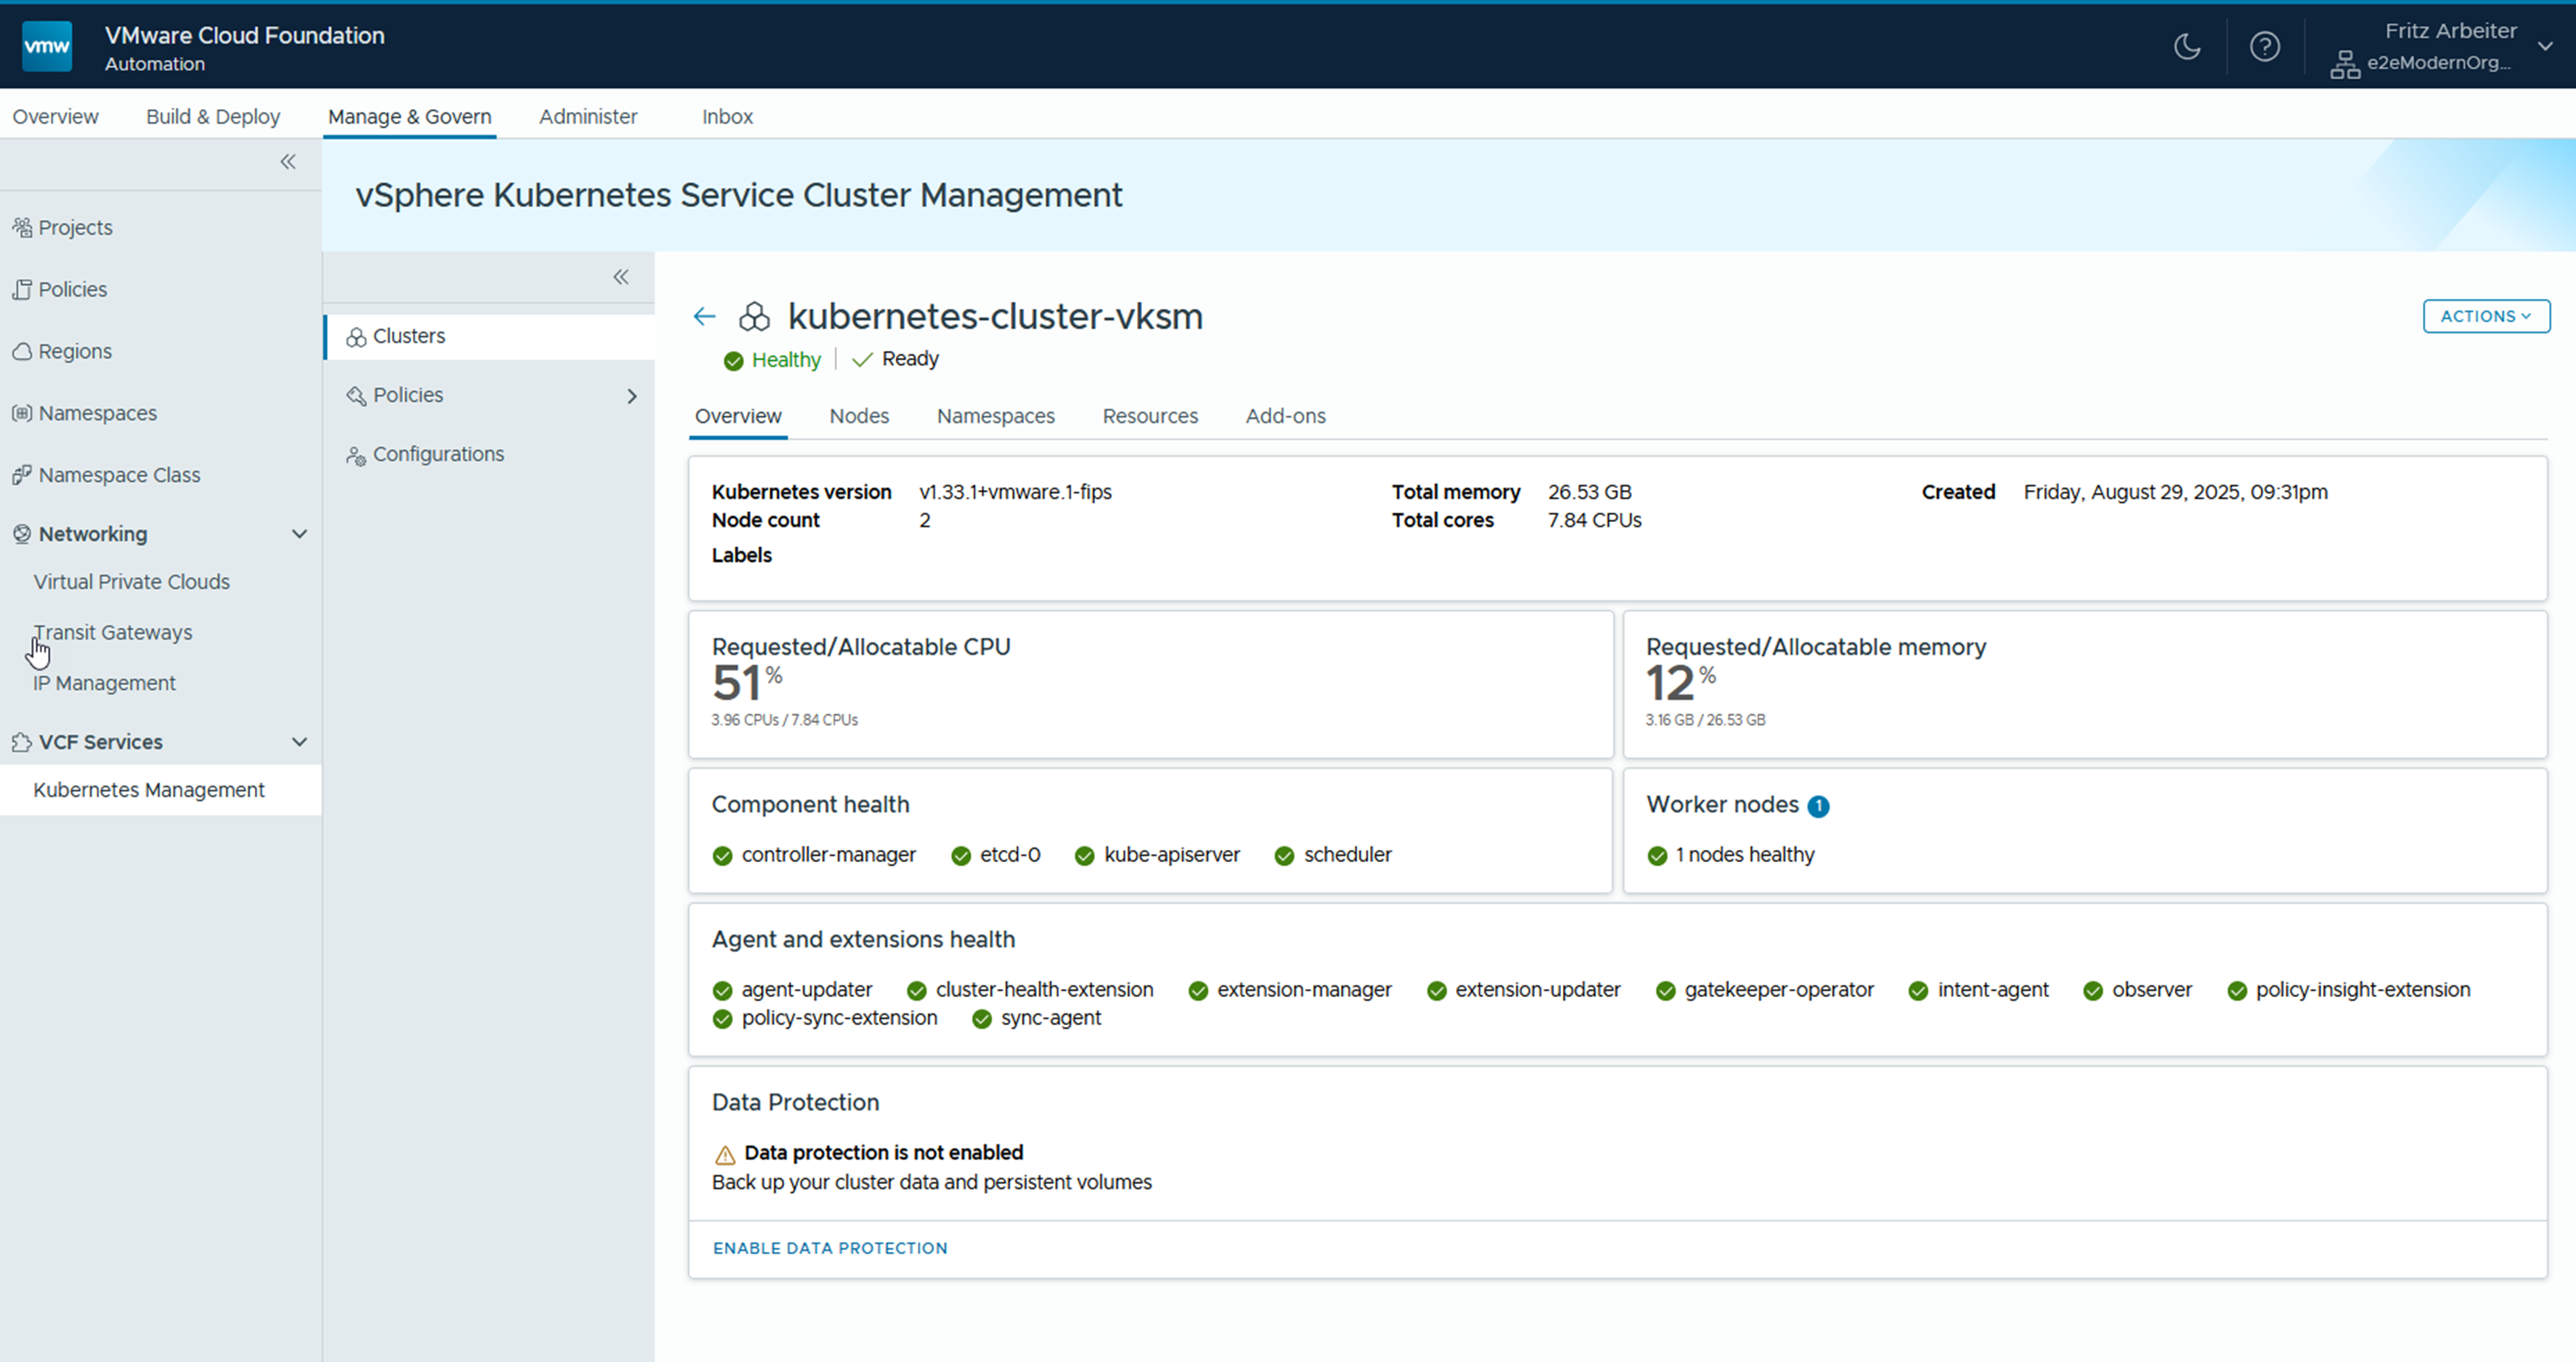 vmw
VMware Cloud Foundation
Automation
Fritz Arbeiter
e2eModernOrg...
Overview
Build & Deploy
Manage & Govern
Administer
Inbox
Projects
Policies
Regions
Namespaces
Namespace Class
Networking
Virtual Private Clouds
Transit Gateways
IP Management
VCF Services
Kubernetes Management
vSphere Kubernetes Service Cluster Management
Clusters
Policies
Configurations
kubernetes-cluster-vksm
ACTIONS
Healthy
Ready
Overview
Nodes
Namespaces
Resources
Add-ons
Kubernetes version v1.33.1+vmware.1-fips
Node count 2
Labels
Total memory 26.53 GB
Total cores 7.84 CPUs
Created Friday, August 29, 2025, 09:31pm
Requested/Allocatable CPU
51%
3.96 CPUs / 7.84 CPUs
Requested/Allocatable memory
12%
3.16 GB / 26.53 GB
Component health
controller-manager etcd-0 kube-apiserver scheduler
Worker nodes 1
1 nodes healthy
Agent and extensions health
agent-updater cluster-health-extension extension-manager extension-updater gatekeeper-operator intent-agent observer policy-insight-extension
policy-sync-extension sync-agent
Data Protection
Data protection is not enabled
Back up your cluster data and persistent volumes
ENABLE DATA PROTECTION